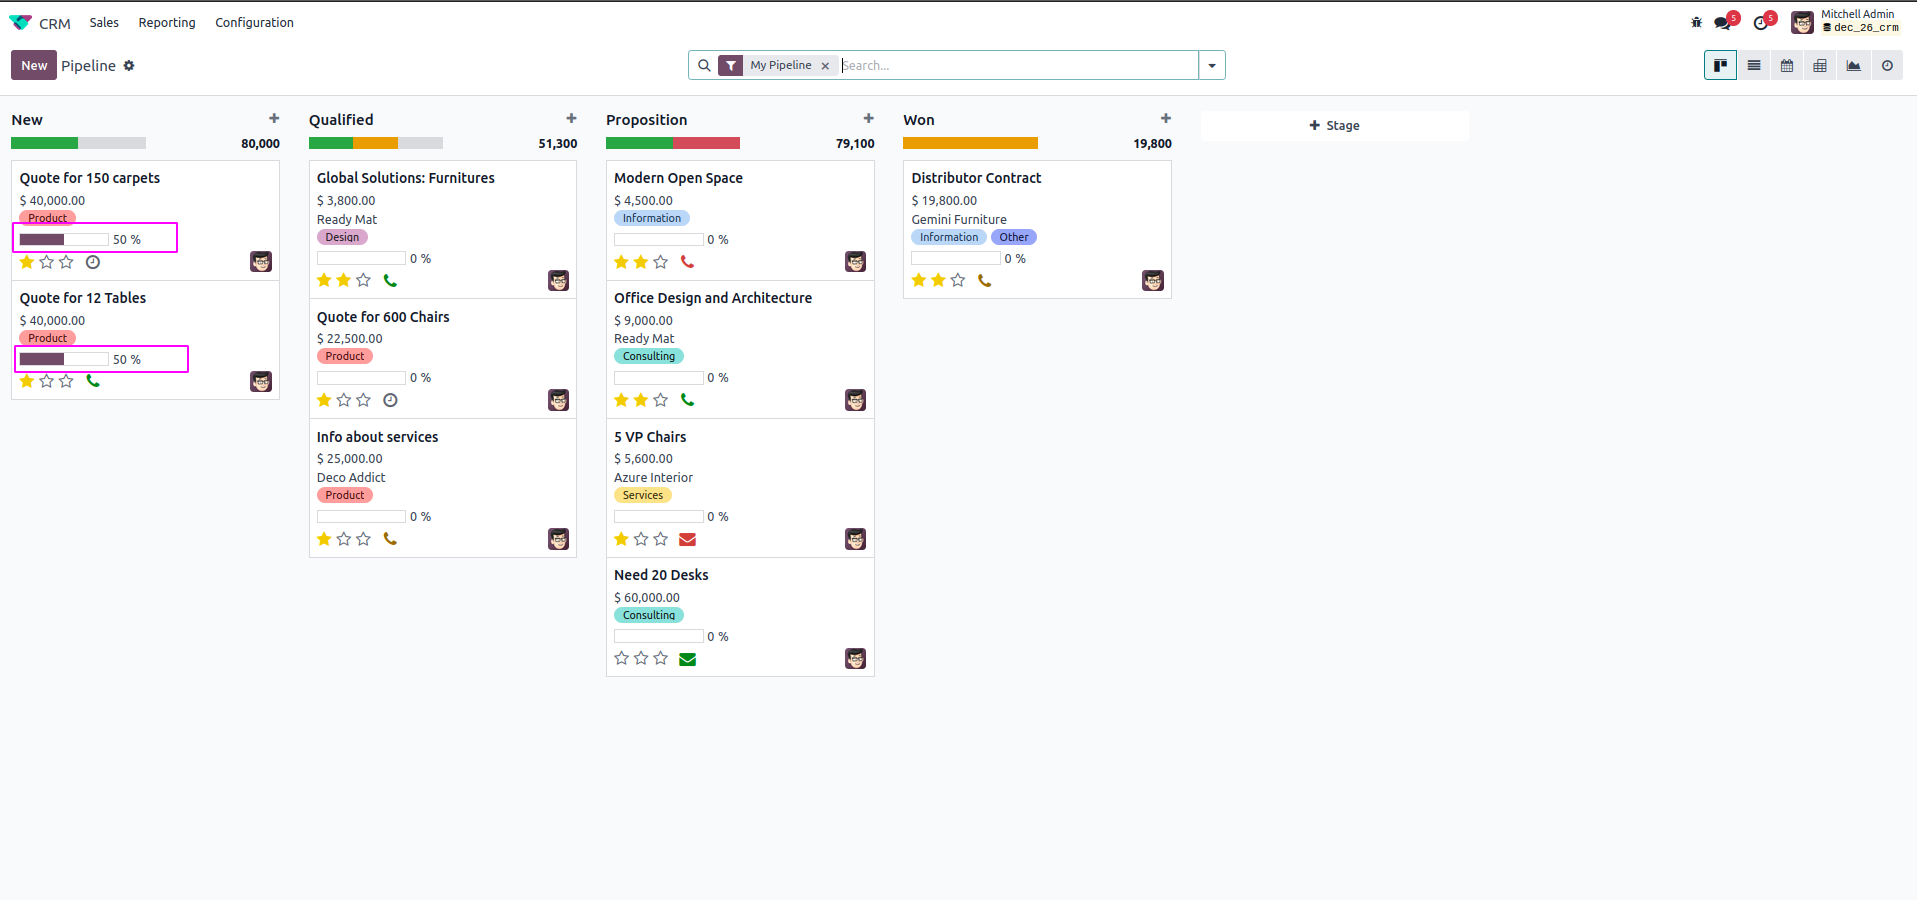 CRM Sales Reporting Configuration
5 5 Mitchell Admin
dec_26_crm
New Pipeline
My Pipeline × Search...
New
80,000
Quote for 150 carpets
$ 40,000.00
Product
50 %
Quote for 12 Tables
$ 40,000.00
Product
50 %
Qualified
51,300
Global Solutions: Furnitures
$ 3,800.00
Ready Mat
Design
0 %
Quote for 600 Chairs
$ 22,500.00
Product
0 %
Info about services
$ 25,000.00
Deco Addict
Product
0 %
Proposition
79,100
Modern Open Space
$ 4,500.00
Information
0 %
Office Design and Architecture
$ 9,000.00
Ready Mat
Consulting
0 %
5 VP Chairs
$ 5,600.00
Azure Interior
Services
0 %
Need 20 Desks
$ 60,000.00
Consulting
0 %
Won
19,800
Distributor Contract
$ 19,800.00
Gemini Furniture
Information Other
0 %
+ Stage